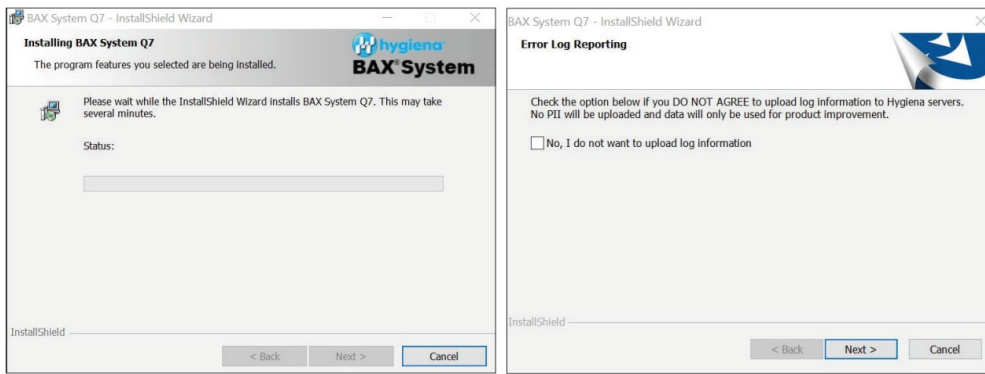 BAX System Q7 - InstallShield Wizard
Installing BAX System Q7
The program features you selected are being installed.
hygiena
BAX® System
Please wait while the InstallShield Wizard installs BAX System Q7. This may take
several minutes.
Status:
InstallShield
< Back
Next >
Cancel
BAX System Q7 - InstallShield Wizard
Error Log Reporting
Check the option below if you DO NOT AGREE to upload log information to Hygiena servers.
No PII will be uploaded and data will only be used for product improvement.
No, I do not want to upload log information
InstallShield
< Back
Next >
Cancel